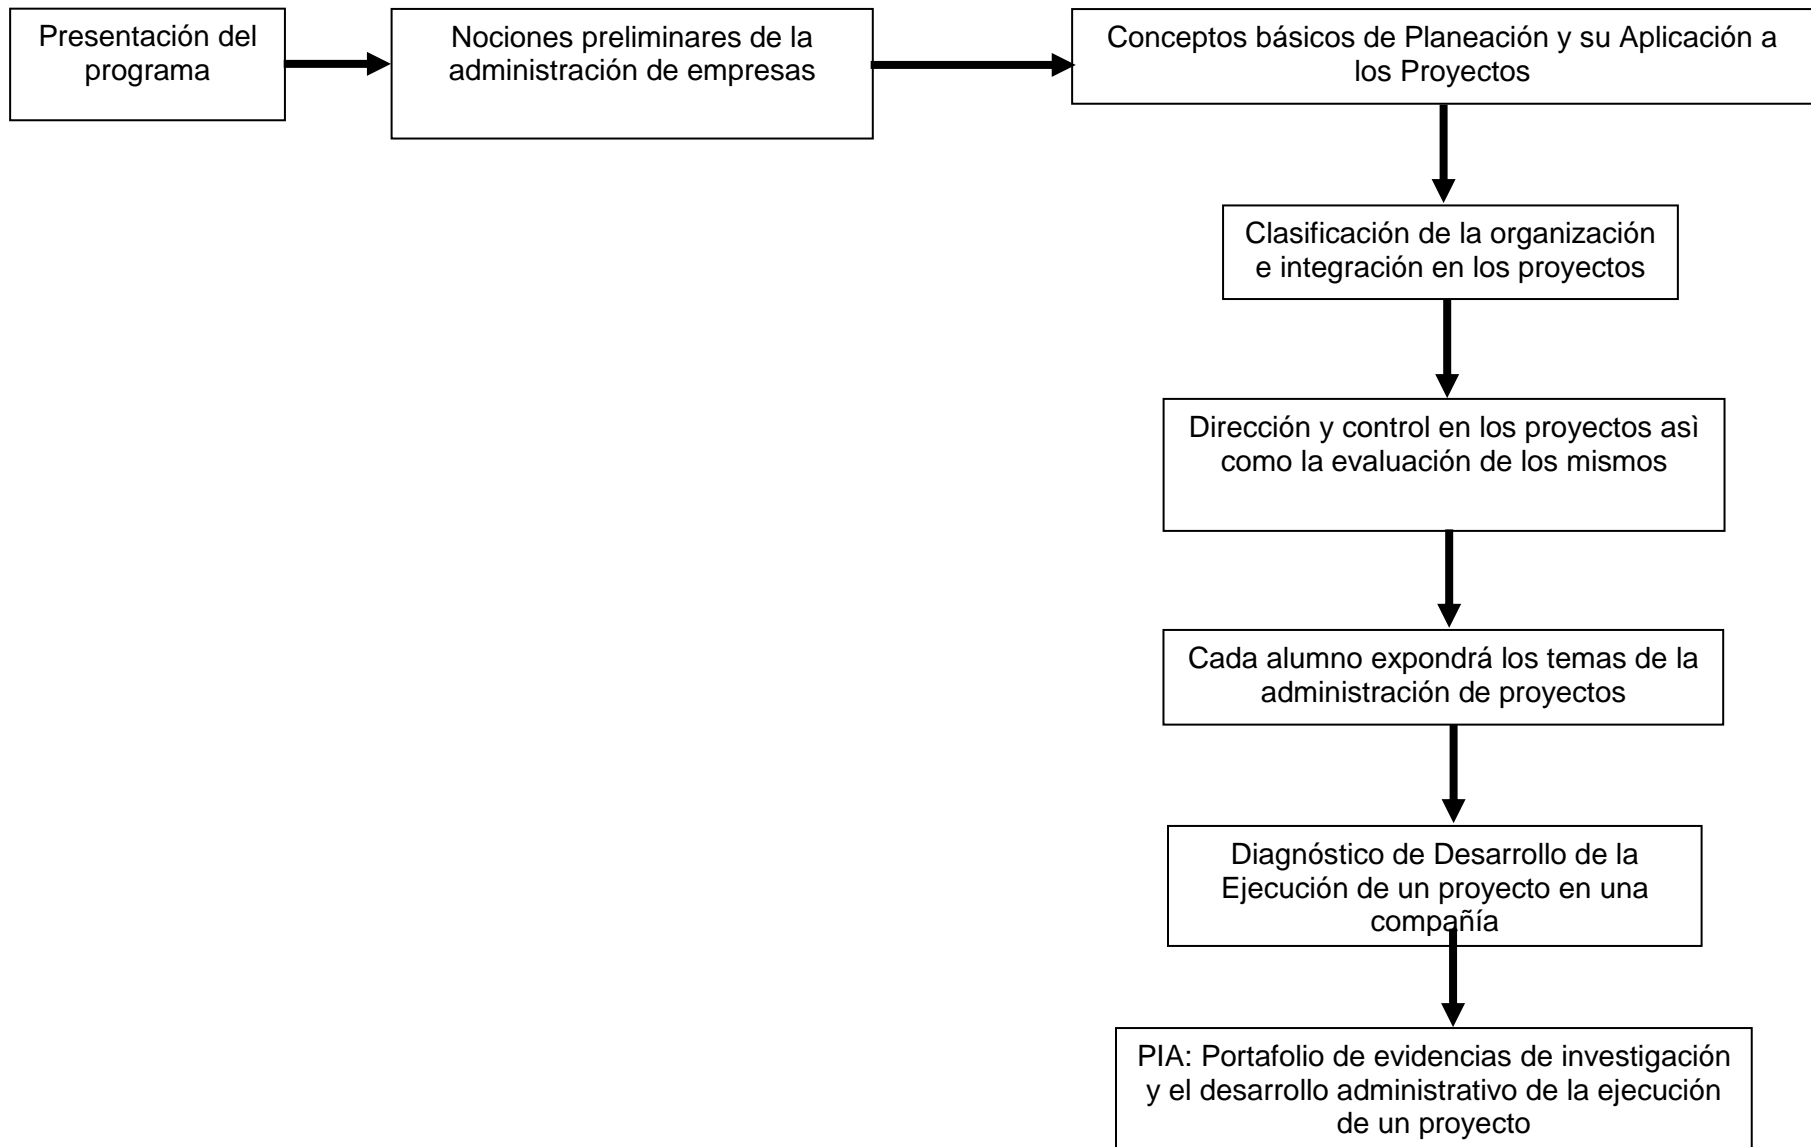 Presentación del
programa
Nociones preliminares de la
administración de empresas
Conceptos básicos de Planeación y su Aplicación a
los Proyectos
Clasificación de la organización
e integración en los proyectos
Dirección y control en los proyectos asì
como la evaluación de los mismos
Cada alumno expondrá los temas de la
administración de proyectos
Diagnóstico de Desarrollo de la
Ejecución de un proyecto en una
compañía
PIA: Portafolio de evidencias de investigación
y el desarrollo administrativo de la ejecución
de un proyecto